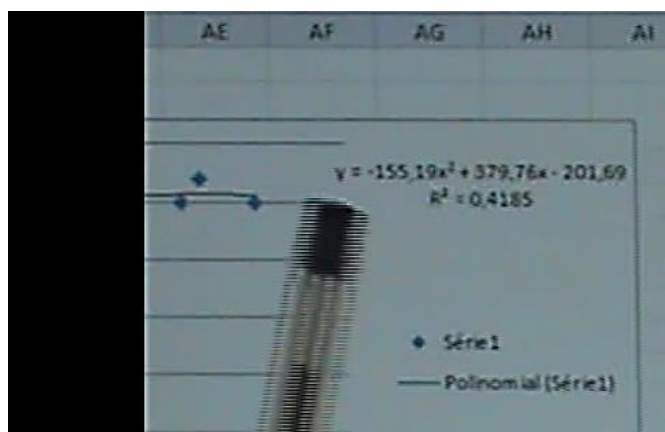 AE AF AG AH AI
y = -155,19x² + 379,76x - 201,69
R² = 0,4185
Série1
Polinomial (Série1)